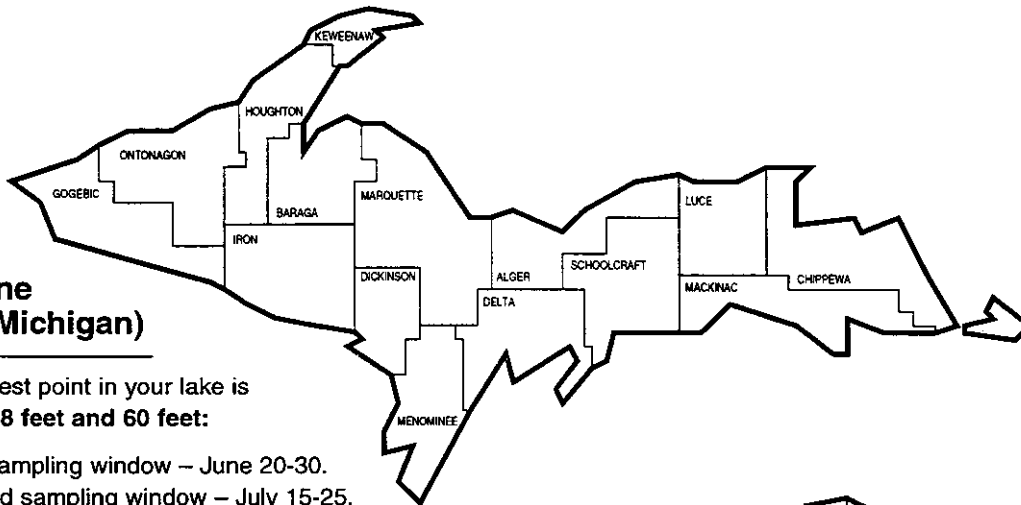 KEWEENAW
HOUGHTON
ONTONAGON
GOGEBIC
BARAGA
MARQUETTE
IRON
DICKINSON
ALGER
SCHOOLCRAFT
LUCE
DELTA
MACKINAC
CHIPPEWA
MENOMINEE
ne
Michigan)
est point in your lake is
8 feet and 60 feet:
ampling window – June 20-30.
d sampling window – July 15-25.